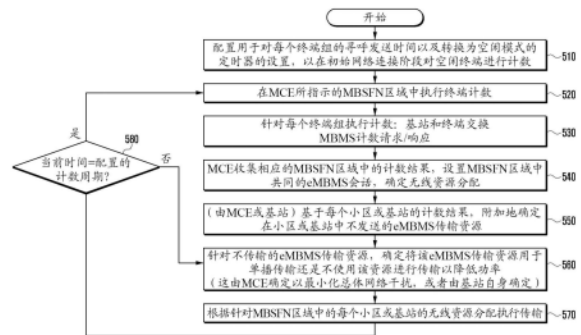 开始
配置用于对每个终端组的寻呼发送时间以及转换为空闲模式的
定时器的设置，以在初始网络连接阶段对空闲终端进行计数
510
在MCE所指示的MBSFN区域中执行终端计数
520
针对每个终端组执行计数：基站和终端交换
MBMS计数请求/响应
530
MCE收集相应的MBSFN区域中的计数结果，设置MBSFN区域中
共同的eMBMS会话，确定无线资源分配
540
（由MCE或基站）基于每个小区或基站的计数结果，附加地确定
在小区或基站中不发送的eMBMS传输资源
550
针对不传输的eMBMS传输资源，确定将该eMBMS传输资源用于
单播传输还是不使用该资源进行传输以降低功率
（这由MCE确定以最小化总体网络干扰，或者由基站自身确定）
560
根据针对MBSFN区域中的每个小区或基站的无线资源分配执行传输
570
是
580
当前时间=配置的
计数周期？
否